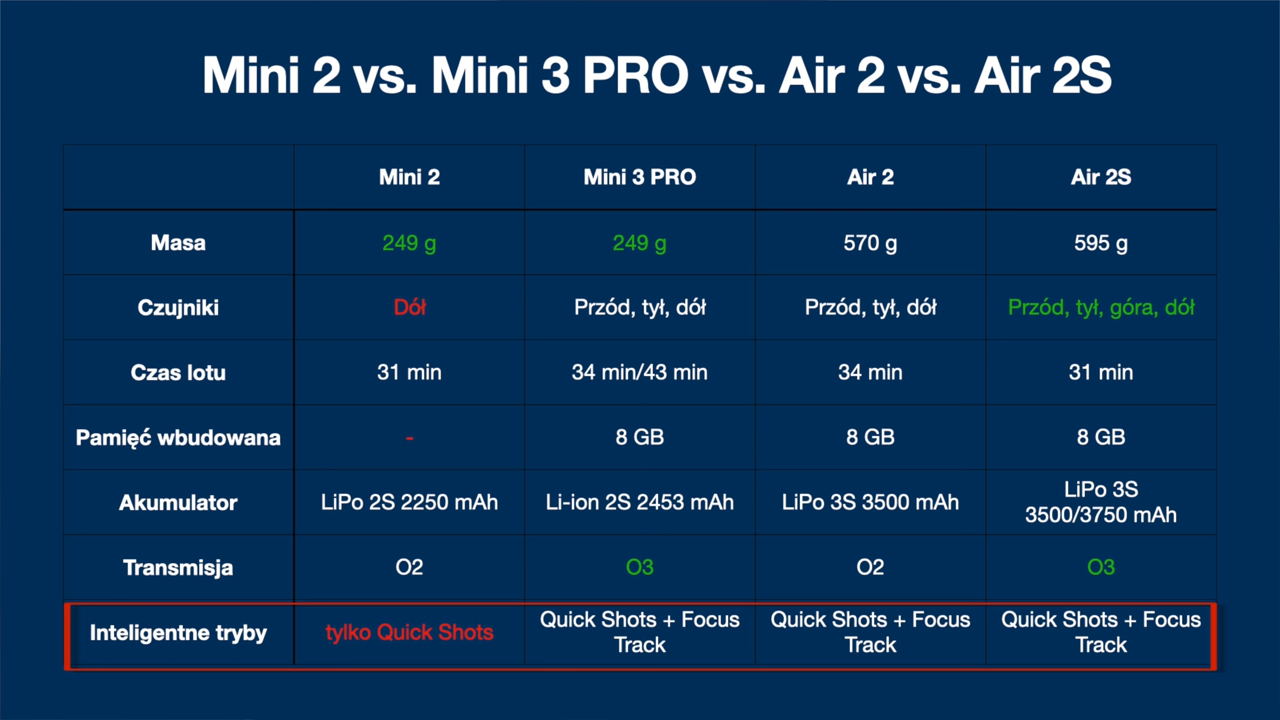 Mini 2 vs. Mini 3 PRO vs. Air 2 vs. Air 2S
Mini 2 Mini 3 PRO Air 2 Air 2S
Masa 249 g 249 g 570 g 595 g
Czujniki Dół Przód, tył, dół Przód, tył, dół Przód, tył, góra, dół
Czas lotu 31 min 34 min/43 min 34 min 31 min
Pamięć wbudowana - 8 GB 8 GB 8 GB
Akumulator LiPo 2S 2250 mAh Li-ion 2S 2453 mAh LiPo 3S 3500 mAh LiPo 3S
3500/3750 mAh
Transmisja O2 O3 O2 O3
Inteligentne tryby tylko Quick Shots Quick Shots + Focus Quick Shots + Focus Quick Shots + Focus
Track Track Track